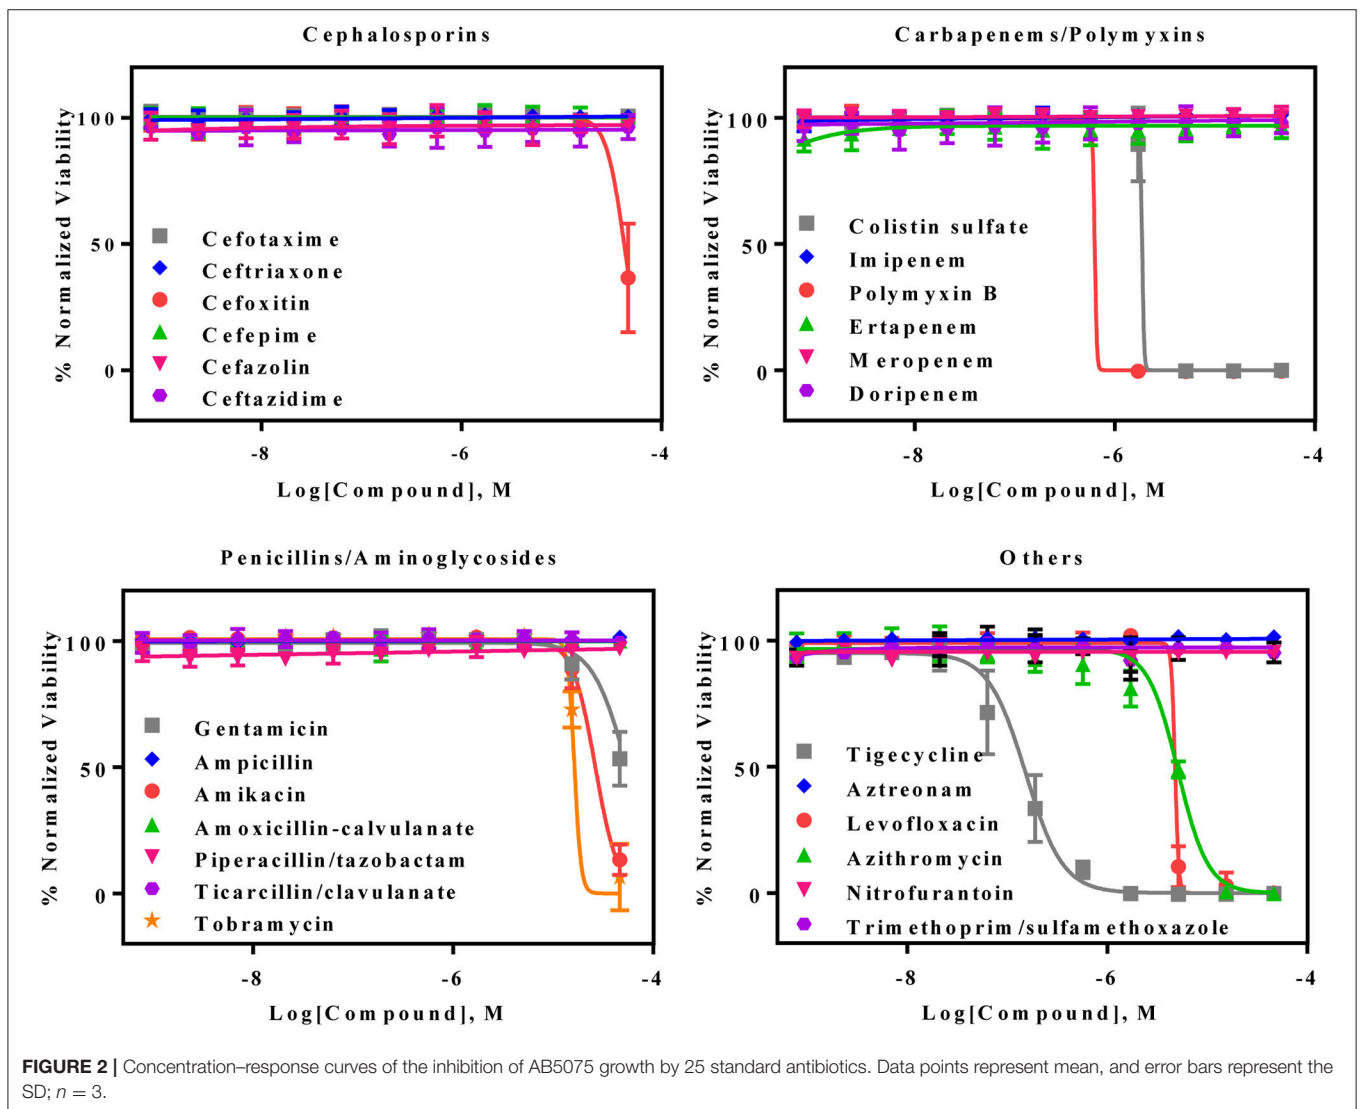 Cephalosporins
% Normalized Viability
100
50
0
Cefotaxime
Ceftriaxone
Cefoxitin
Cefepime
Cefazolin
Ceftazidime
-8
-6
-4
Log[Compound], M
Carbapenems/Polymyxins
% Normalized Viability
100
50
0
Colistin sulfate
Imipenem
Polymyxin B
Ertapenem
Meropenem
Doripenem
-8
-6
-4
Log[Compound], M
Penicillins/Aminoglycosides
% Normalized Viability
100
50
0
Gentamicin
Ampicillin
Amikacin
Amoxicillin-calvulanate
Piperacillin/tazobactam
Ticarcillin/clavulanate
Tobramycin
-8
-6
-4
Log[Compound], M
Others
% Normalized Viability
100
50
0
Tigecycline
Aztreonam
Levofloxacin
Azithromycin
Nitrofurantoin
Trimethoprim/sulfamethoxazole
-8
-6
-4
Log[Compound], M
FIGURE 2 | Concentration–response curves of the inhibition of AB5075 growth by 25 standard antibiotics. Data points represent mean, and error bars represent the
SD; n = 3.